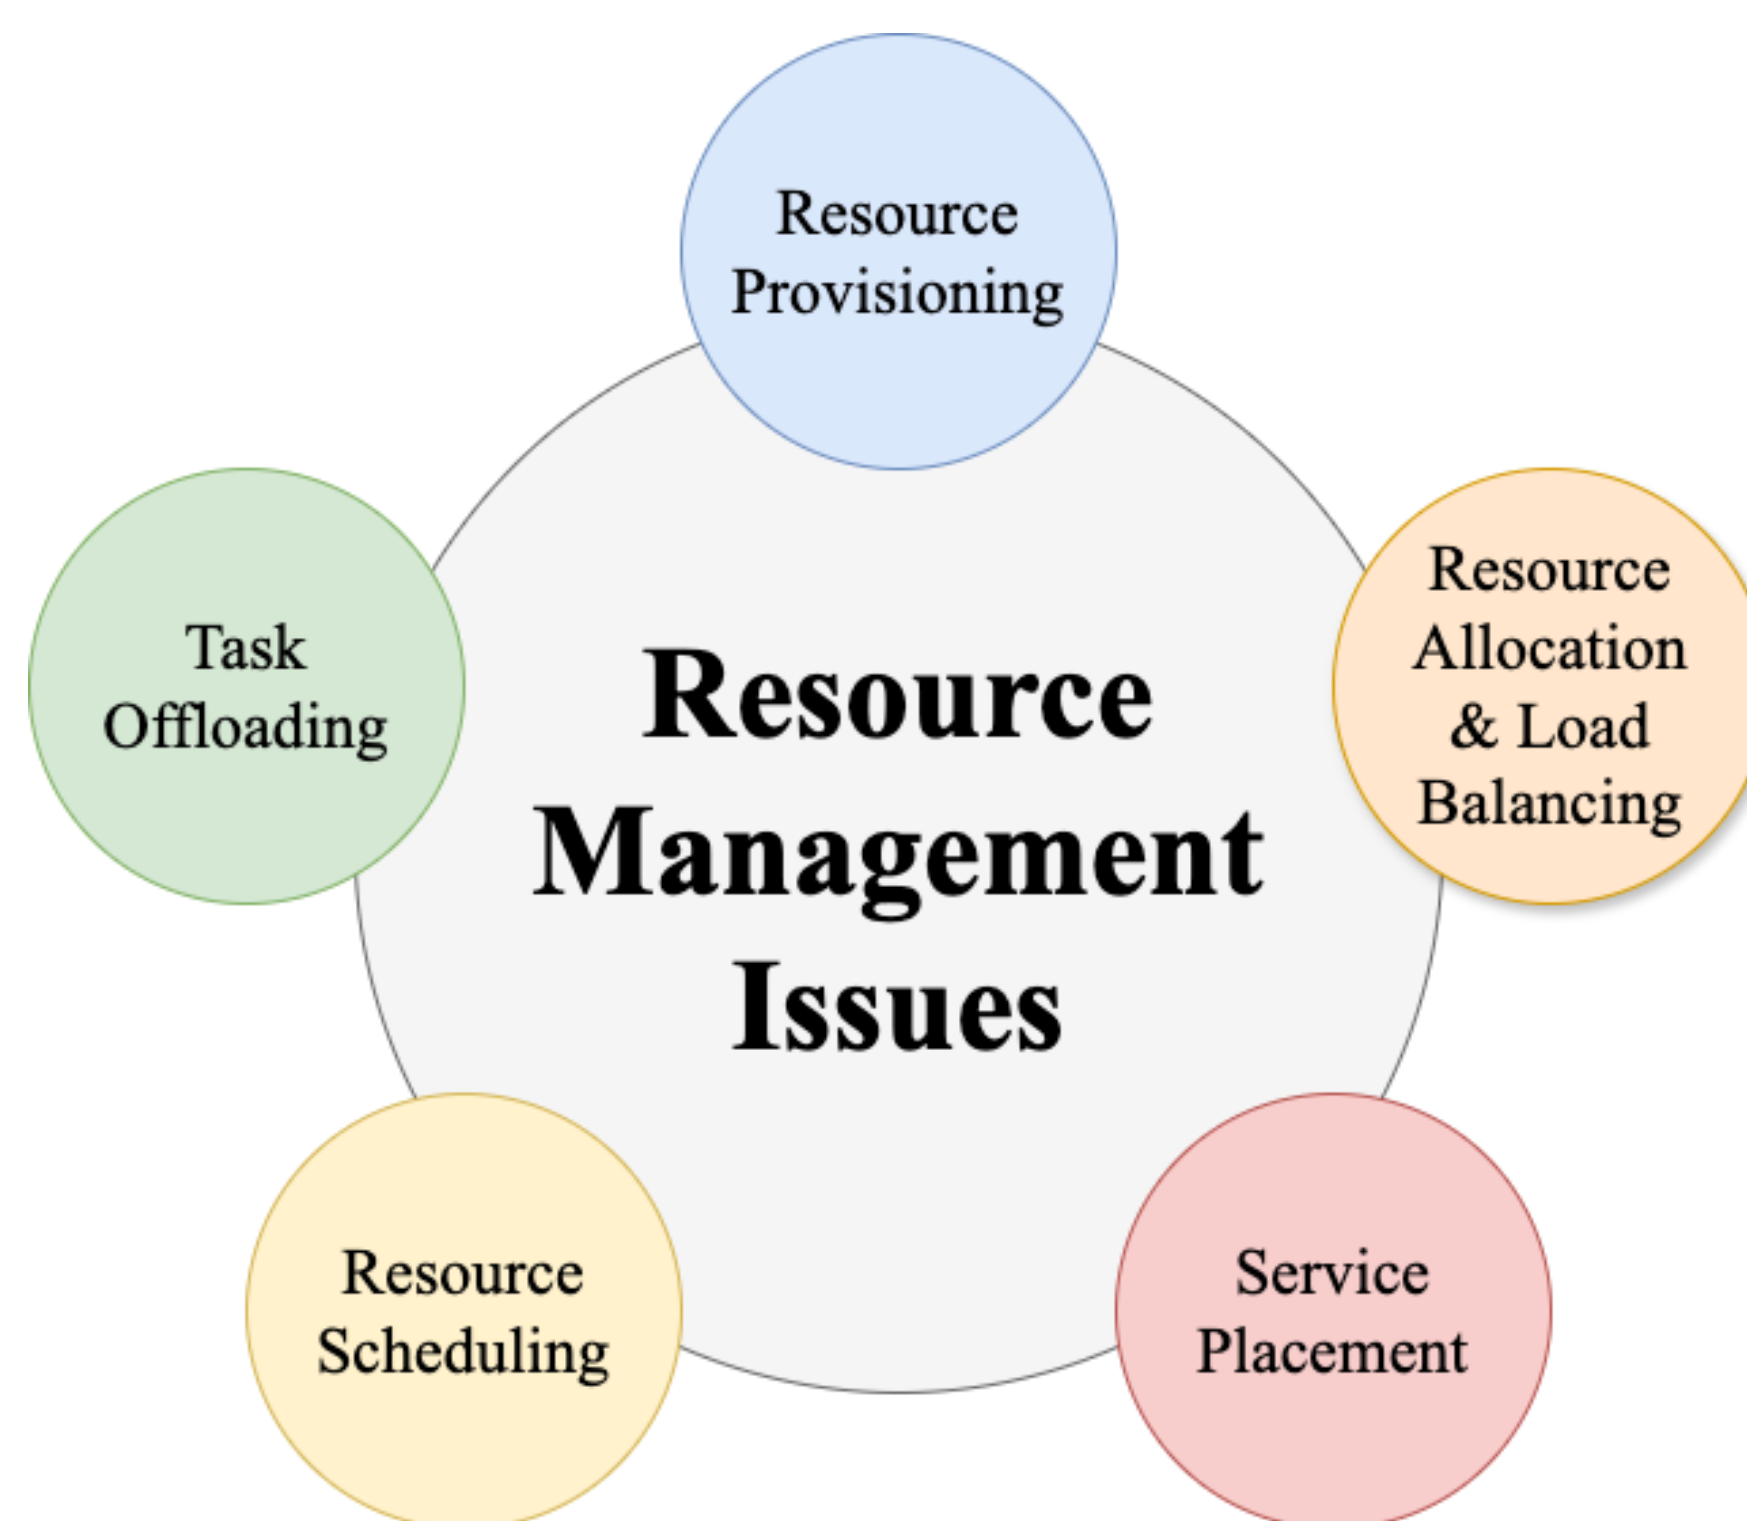 Resource
Provisioning
Task
Offloading
Resource
Allocation
& Load
Balancing
Resource
Management
Issues
Resource
Scheduling
Service
Placement